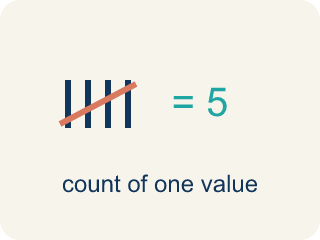 = 5
count of one value